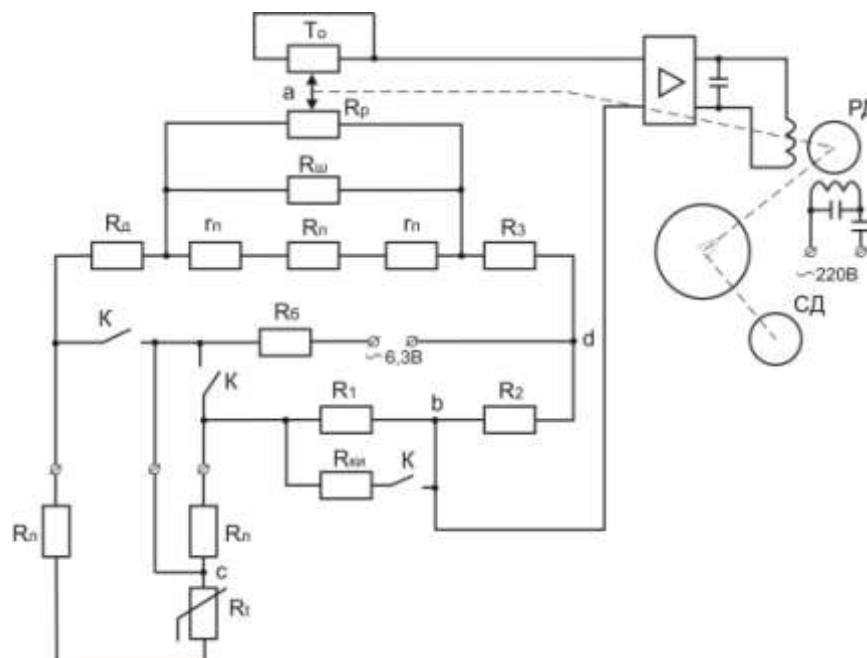 To
a
Rр
РД
Rш
Rд
rп
Rп
rп
R3
~220В
СД
К
Rб
~6,3В
d
К
R1
b
R2
Rки
К
Rл
Rл
c
Rt